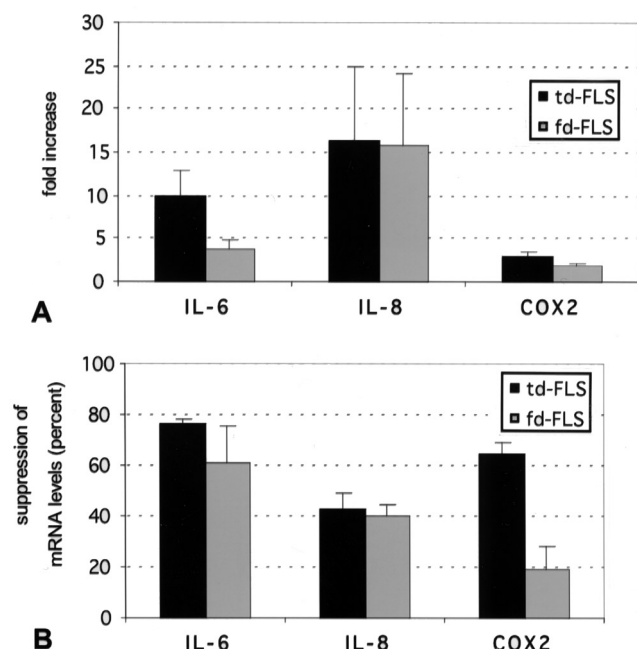 30
25
20
15
10
5
0
fold increase
td-FLS
fd-FLS
IL-6 IL-8 COX2
A
100
80
60
40
20
0
suppression of
mRNA levels (percent)
td-FLS
fd-FLS
IL-6 IL-8 COX2
B